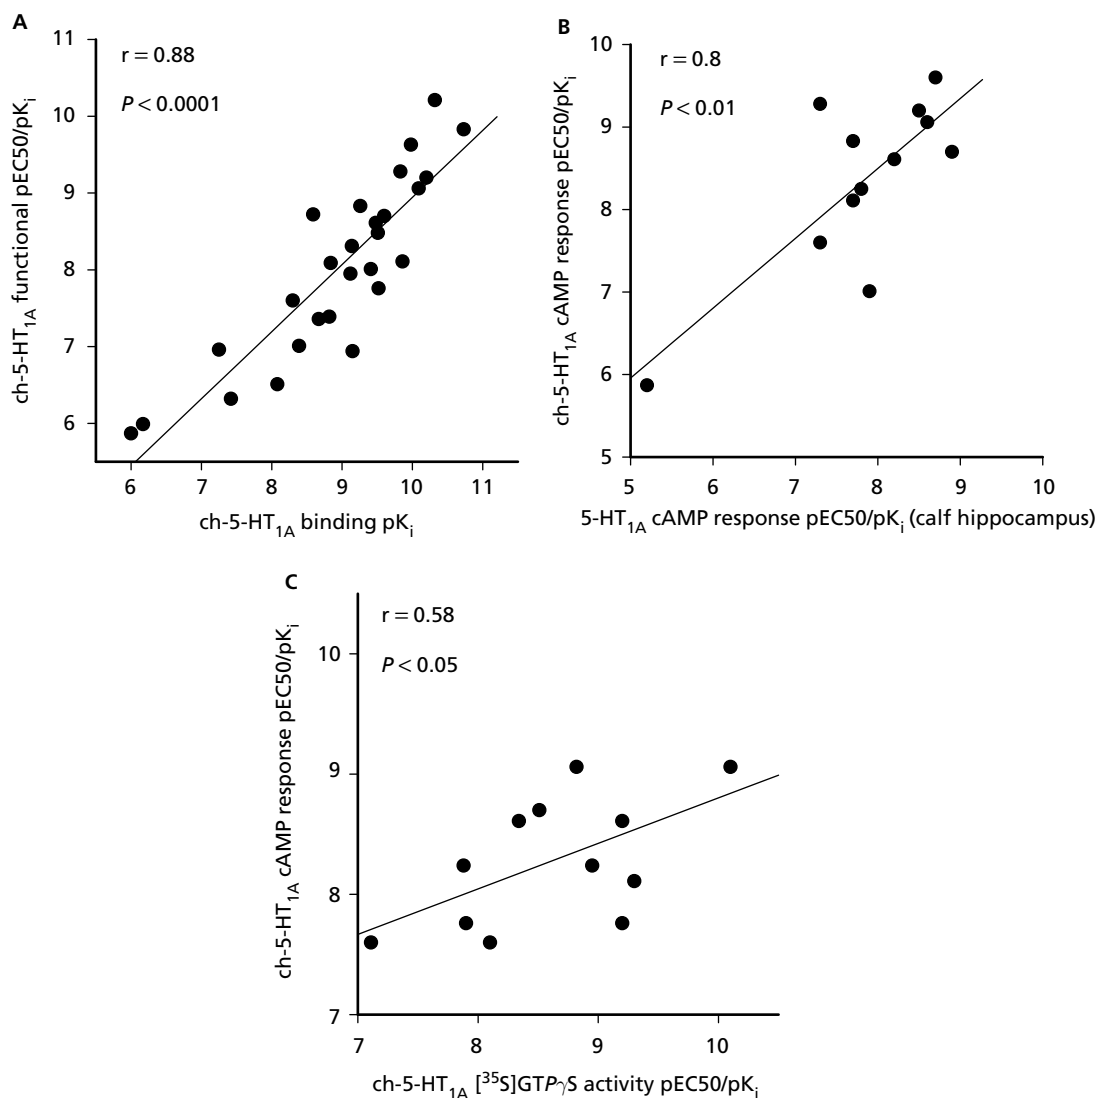 A
r = 0.88
P < 0.0001
ch-5-HT1A functional pEC50/pKi
11
10
9
8
7
6
6 7 8 9 10 11
ch-5-HT1A binding pKi
B
r = 0.8
P < 0.01
ch-5-HT1A cAMP response pEC50/pKi
10
9
8
7
6
5
5 6 7 8 9 10
5-HT1A cAMP response pEC50/pKi (calf hippocampus)
C
r = 0.58
P < 0.05
ch-5-HT1A cAMP response pEC50/pKi
10
9
8
7
7 8 9 10
ch-5-HT1A [35S]GTPγS activity pEC50/pKi